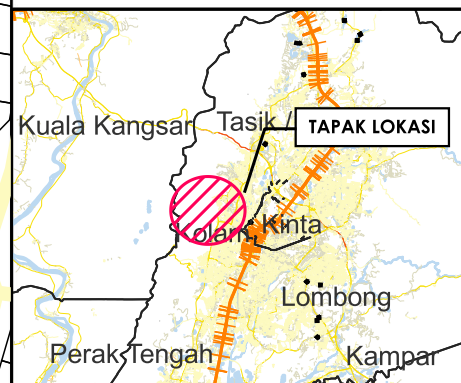 Kuala Kangsar
Tasik /
TAPAK LOKASI
Kolam
Kinta
Lombong
Perak Tengah
Kampar